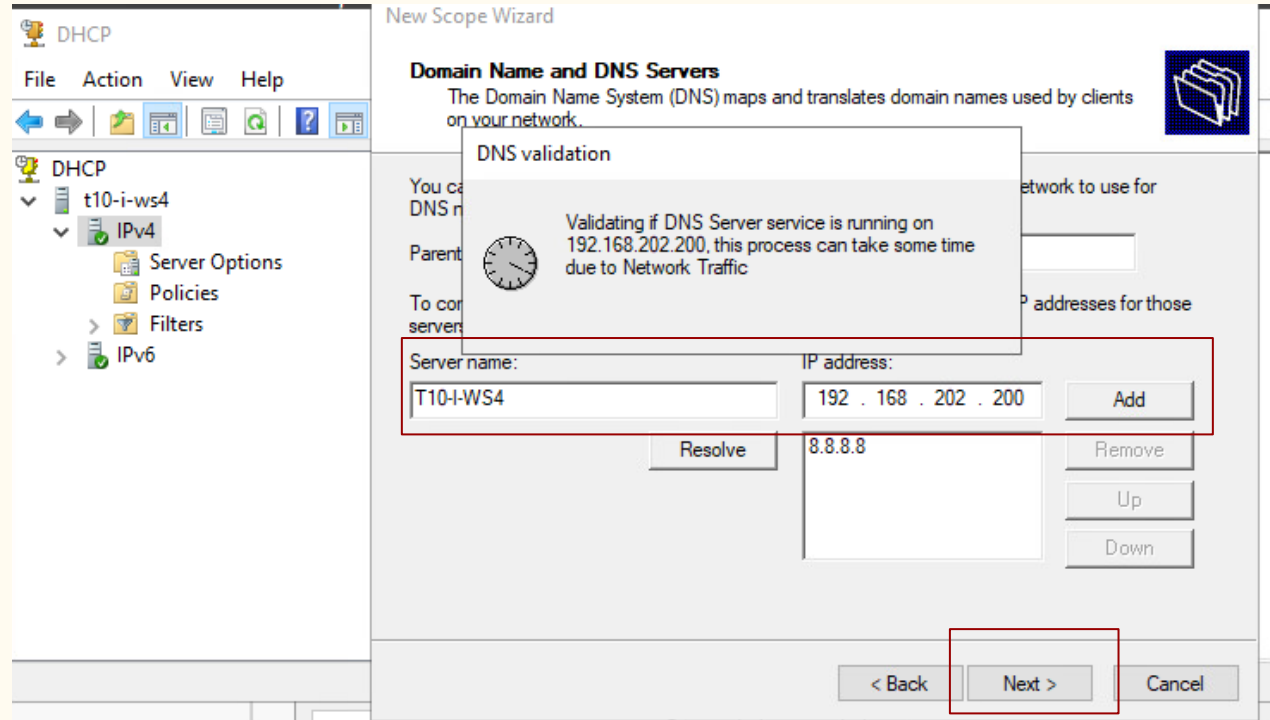 DHCP
File Action View Help
DHCP
t10-i-ws4
IPv4
Server Options
Policies
Filters
IPv6
New Scope Wizard
Domain Name and DNS Servers
The Domain Name System (DNS) maps and translates domain names used by clients
on your network.
DNS validation
Validating if DNS Server service is running on
192.168.202.200, this process can take some time
due to Network Traffic
You ca etwork to use for
DNS n
Parent
To cor P addresses for those
servers
Server name: IP address:
T10-I-WS4 192 . 168 . 202 . 200 Add
Resolve 8.8.8.8 Remove
Up
Down
< Back Next > Cancel